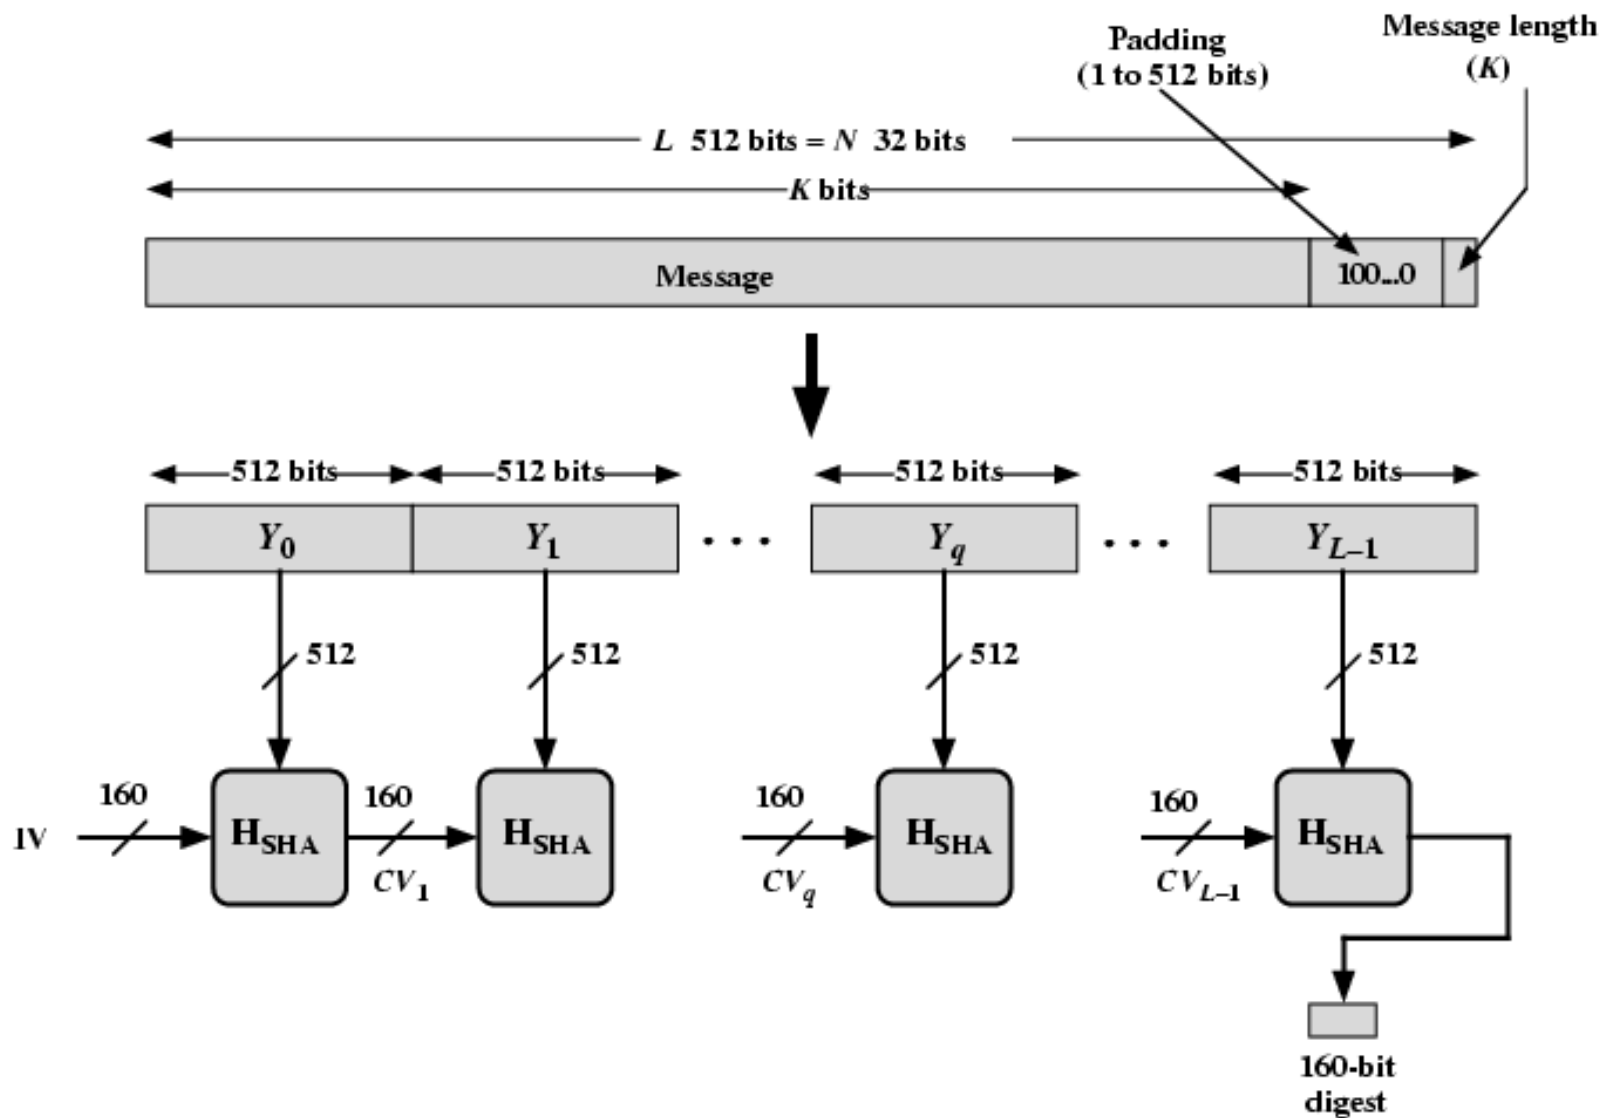 Padding
(1 to 512 bits)
Message length
(K)
L 512 bits = N 32 bits
K bits
Message
100...0
512 bits
512 bits
512 bits
512 bits
Y0
Y1
. . .
Yq
. . .
YL–1
512
512
512
512
160
160
160
160
IV
HSHA
HSHA
HSHA
HSHA
CV1
CVq
CVL–1
160-bit
digest